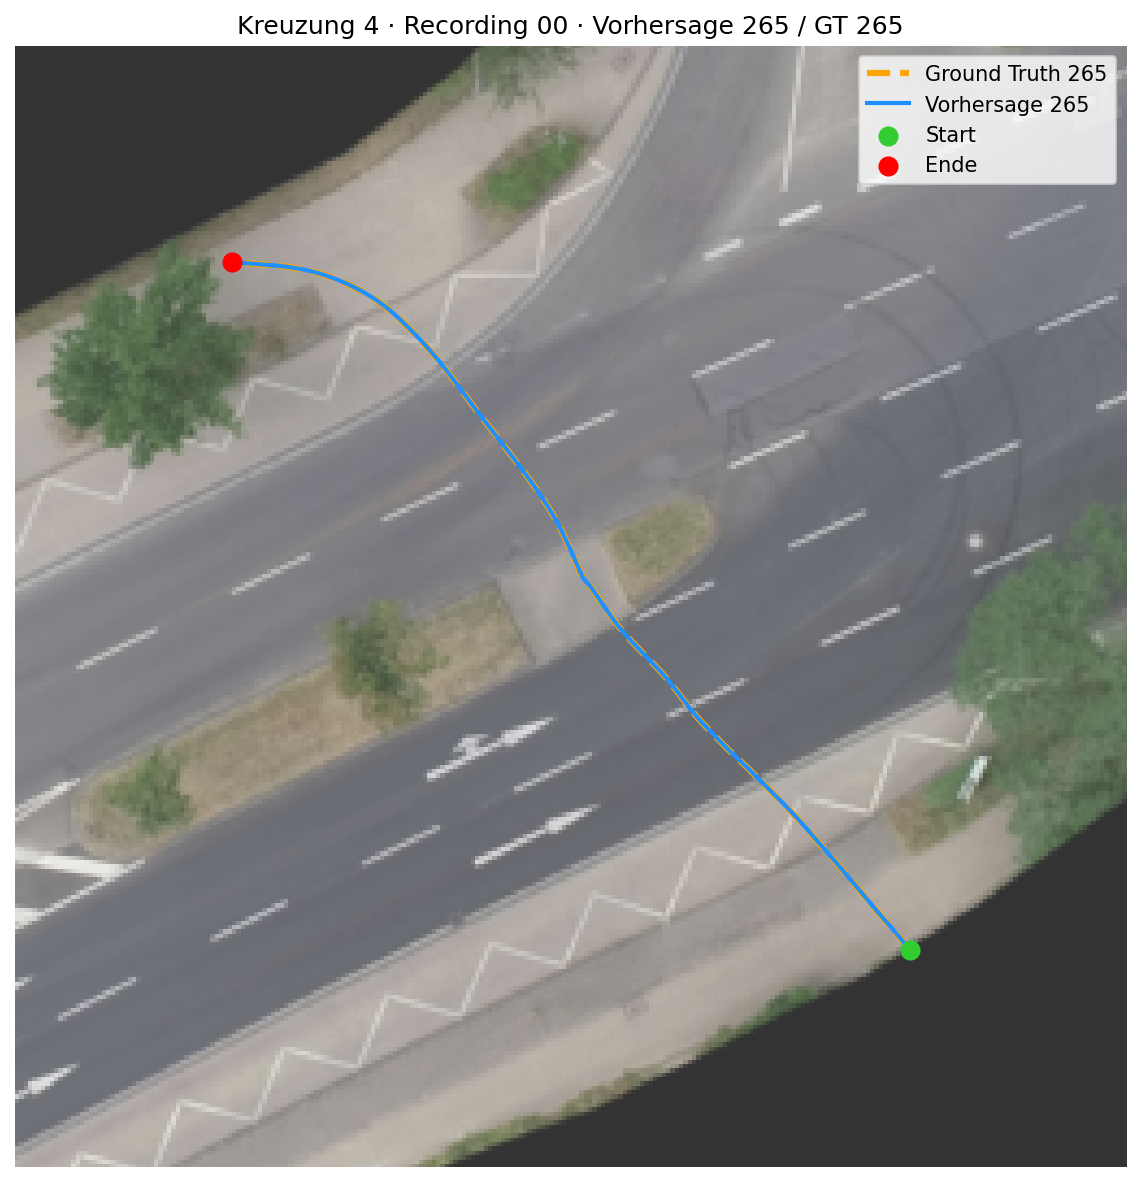 Kreuzung 4 · Recording 00 · Vorhersage 265 / GT 265
Ground Truth 265
Vorhersage 265
Start
Ende